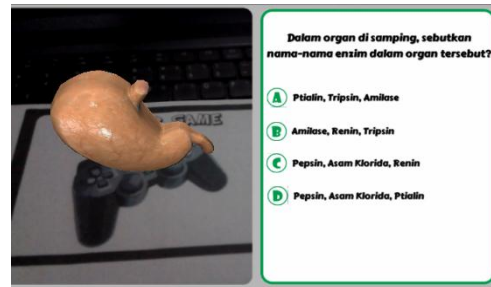 GAME
Dalam organ di samping, sebutkan
nama-nama enzim dalam organ tersebut?
A Ptialin, Tripsin, Amilase
B Amilase, Renin, Tripsin
C Pepsin, Asam Klorida, Renin
D Pepsin, Asam Klorida, Ptialin